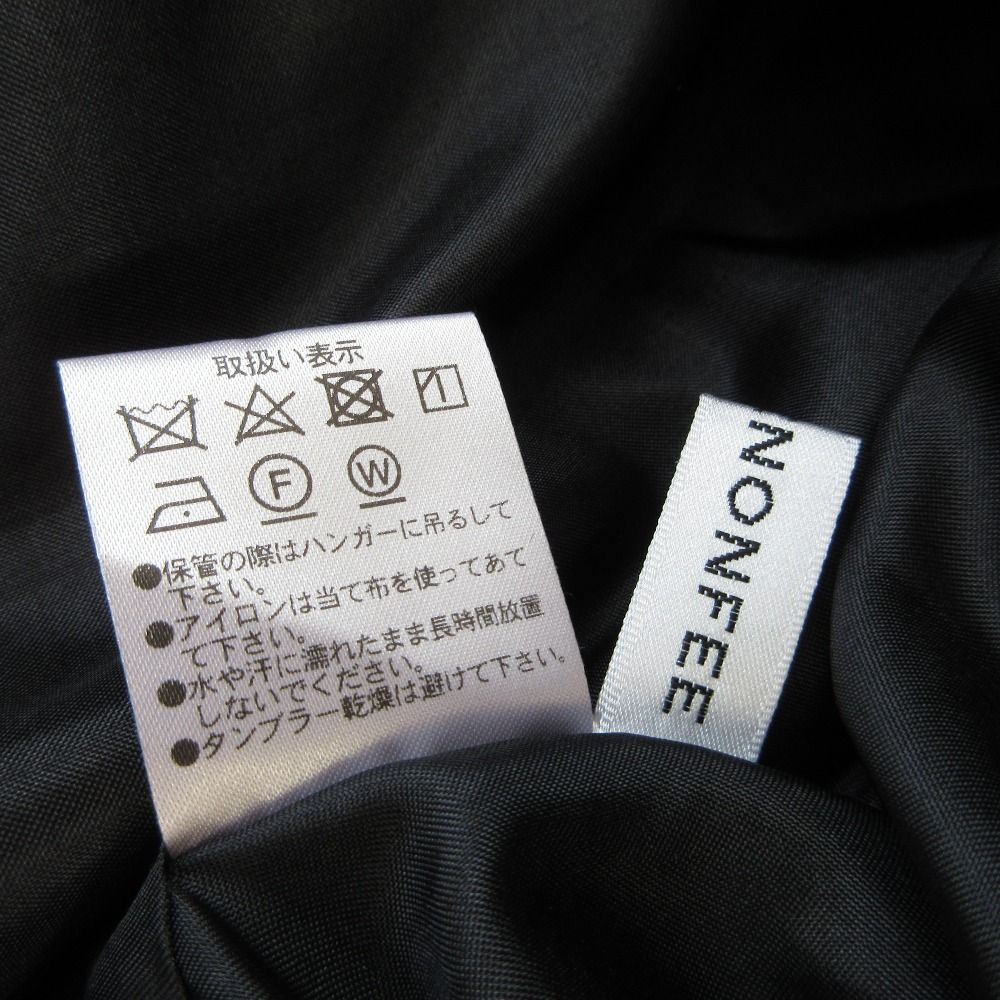 取扱い表示
F
W
●保管の際はハンガーに吊るして
下さい。
●アイロンは当て布を使ってあて
て下さい。
●水や汗に濡れたまま長時間放置
しないでください。
●タンブラー乾燥は避けて下さい。
NONFEE